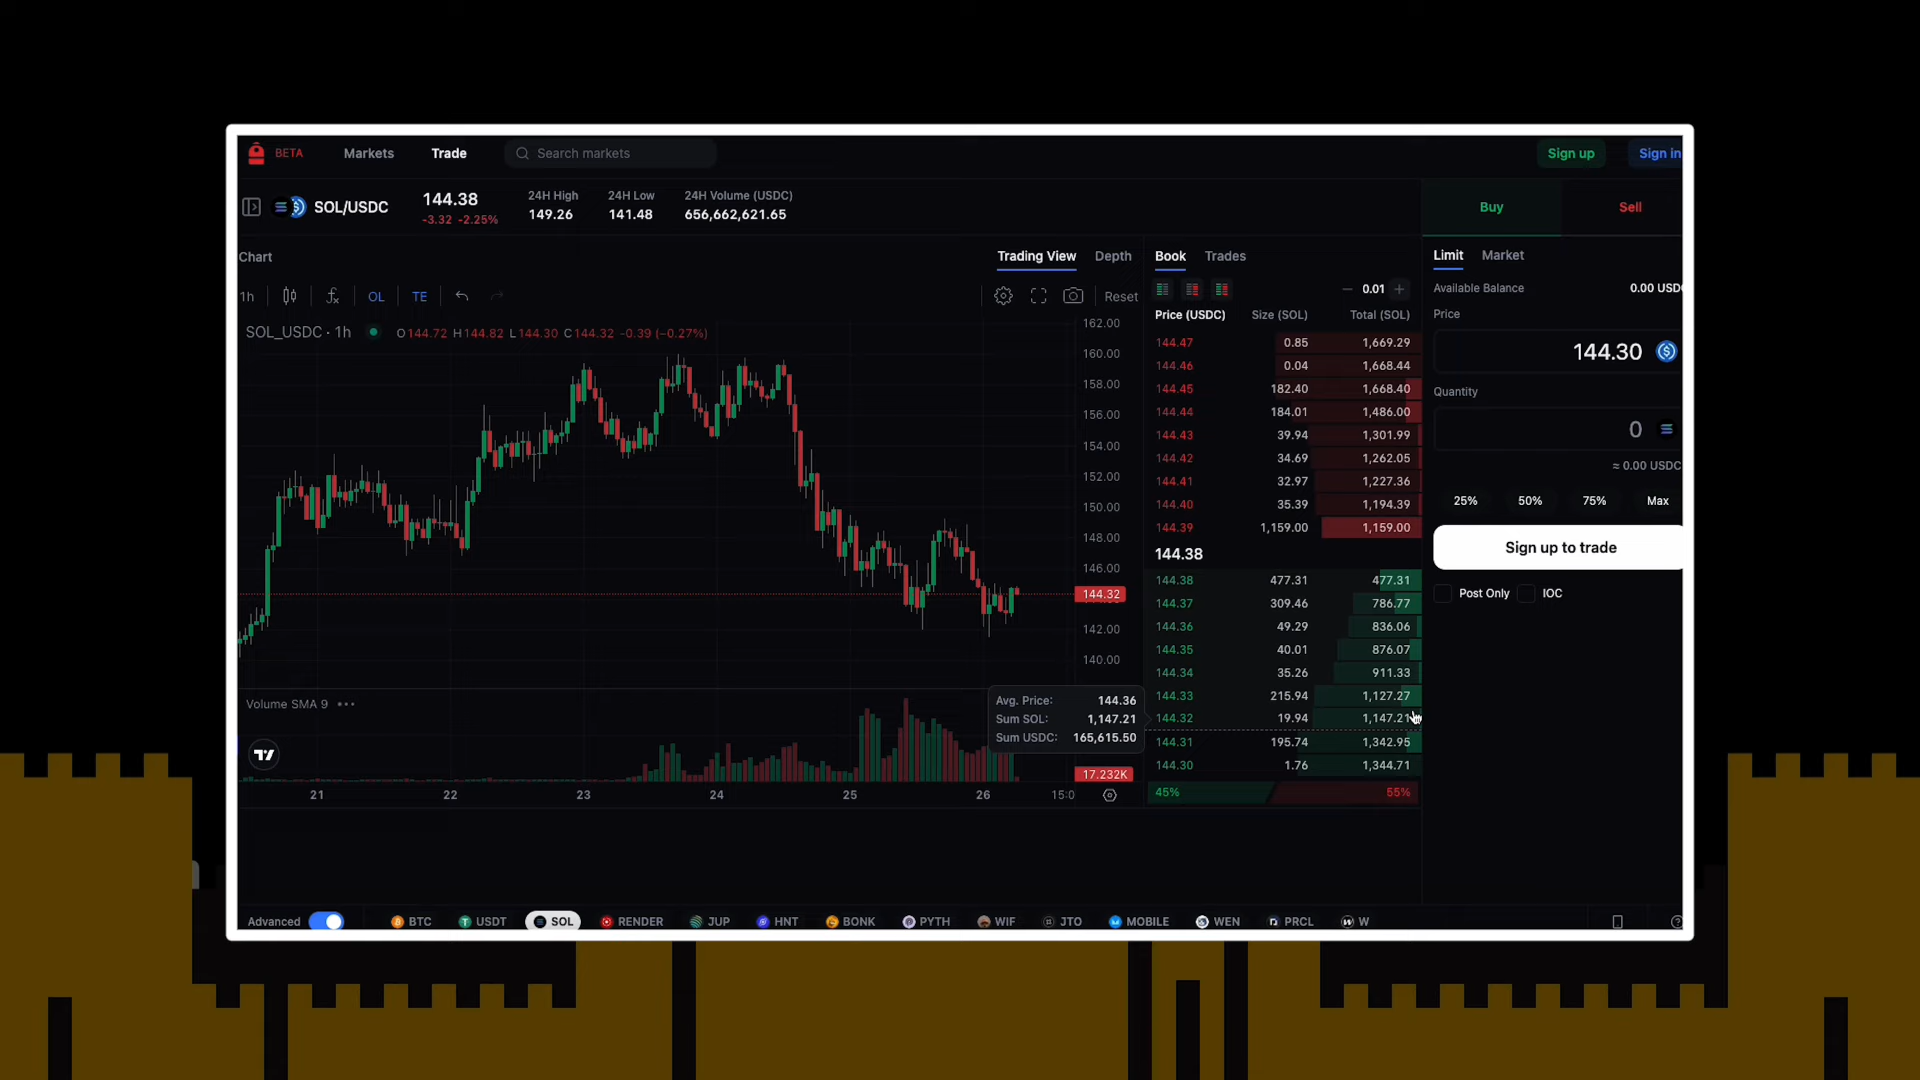 BETA Markets Trade Search markets Sign up Sign in
SOL/USDC 144.38 -3.32 -2.25% 24H High 149.26 24H Low 141.48 24H Volume (USDC) 656,662,621.65
Buy Sell
Chart Trading View Depth
Book Trades
Limit Market
Available Balance 0.00 USD
1h OL TE Reset
0.01
Price (USDC) Size (SOL) Total (SOL)
Price
144.30
Quantity
0
≈ 0.00 USDC
25% 50% 75% Max
Sign up to trade
Post Only IOC
SOL_USDC · 1h O144.72 H144.82 L144.30 C144.32 -0.39 (-0.27%)
162.00
160.00
158.00
156.00
154.00
152.00
150.00
148.00
146.00
144.32
142.00
140.00
144.47 0.85 1,669.29
144.46 0.04 1,668.44
144.45 182.40 1,668.40
144.44 184.01 1,486.00
144.43 39.94 1,301.99
144.42 34.69 1,262.05
144.41 32.97 1,227.36
144.40 35.39 1,194.39
144.39 1,159.00 1,159.00
144.38
144.38 477.31 477.31
144.37 309.46 786.77
144.36 49.29 836.06
144.35 40.01 876.07
144.34 35.26 911.33
144.33 215.94 1,127.27
144.32 19.94 1,147.21
144.31 195.74 1,342.95
144.30 1.76 1,344.71
45% 55%
Volume SMA 9
Avg. Price: 144.36
Sum SOL: 1,147.21
Sum USDC: 165,615.50
17.232K
21 22 23 24 25 26 15:0
Advanced BTC USDT SOL RENDER JUP HNT BONK PYTH WIF JTO MOBILE WEN PRCL W